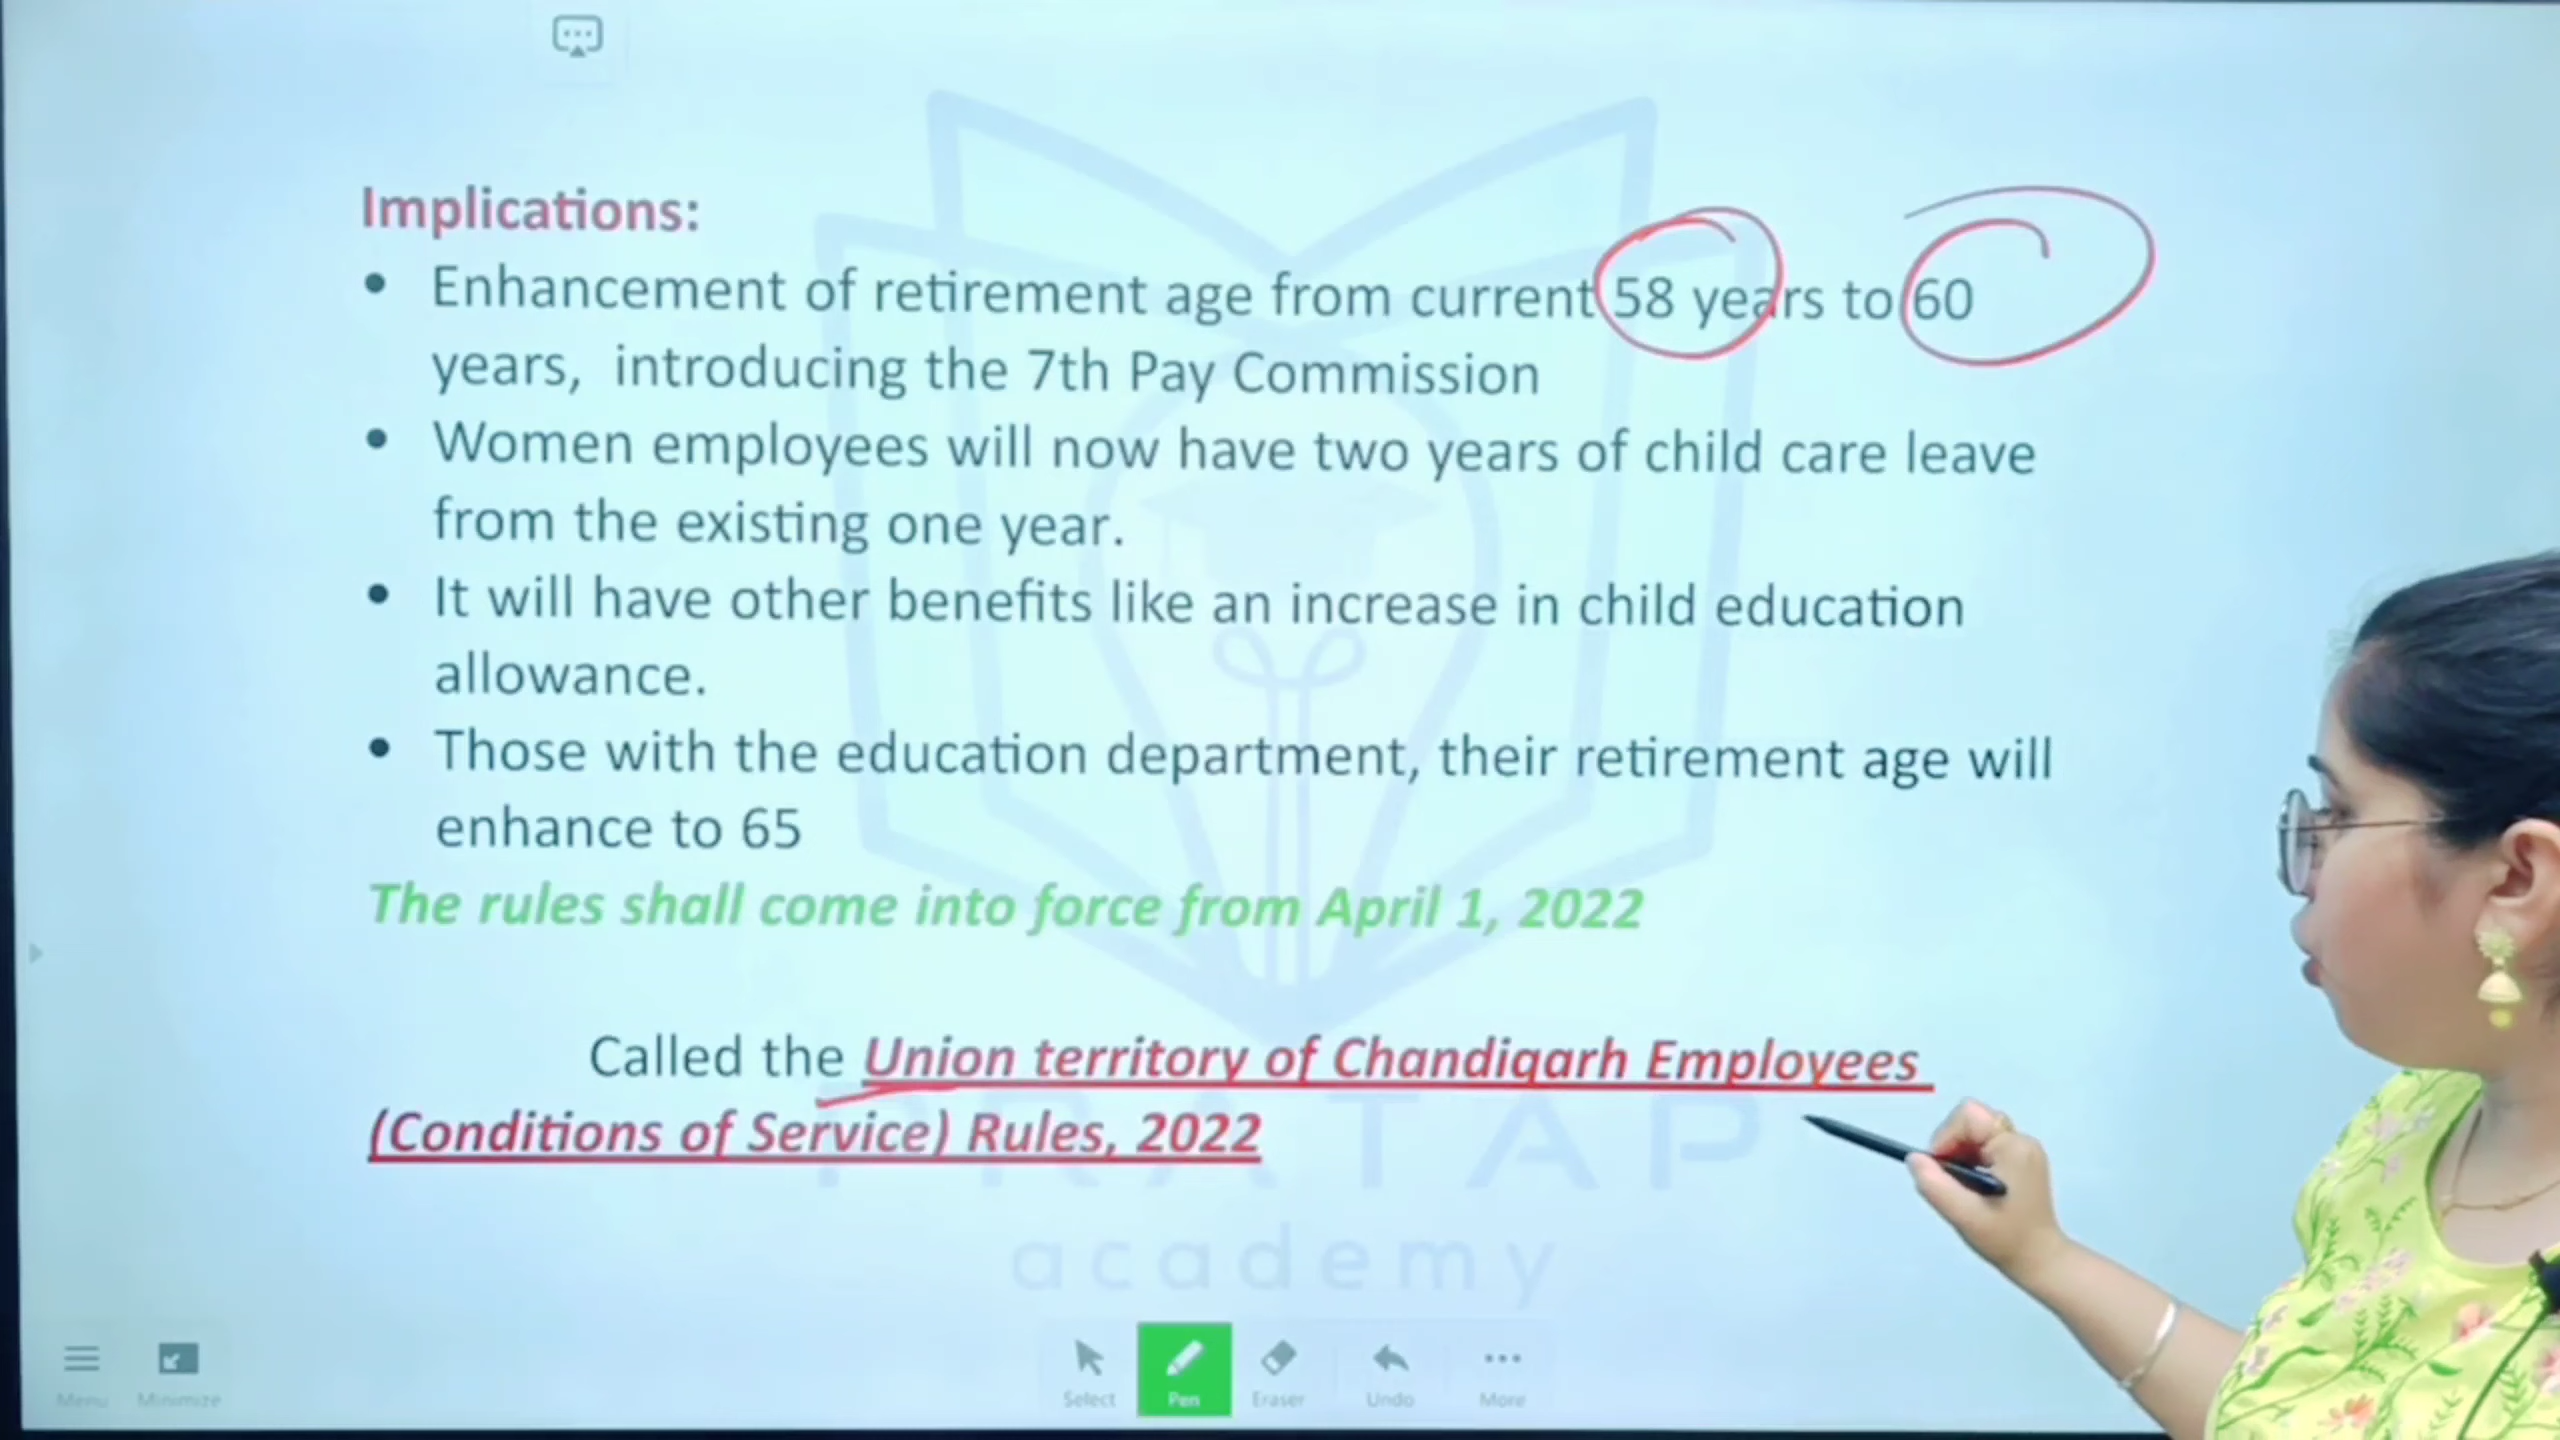 Implications:
• Enhancement of retirement age from current 58 years to 60
years, introducing the 7th Pay Commission
• Women employees will now have two years of child care leave
from the existing one year.
• It will have other benefits like an increase in child education
allowance.
• Those with the education department, their retirement age will
enhance to 65
The rules shall come into force from April 1, 2022
Called the Union territory of Chandigarh Employees
(Conditions of Service) Rules, 2022
PRATAP
academy
Menu Minimize Select Pen Eraser Undo More